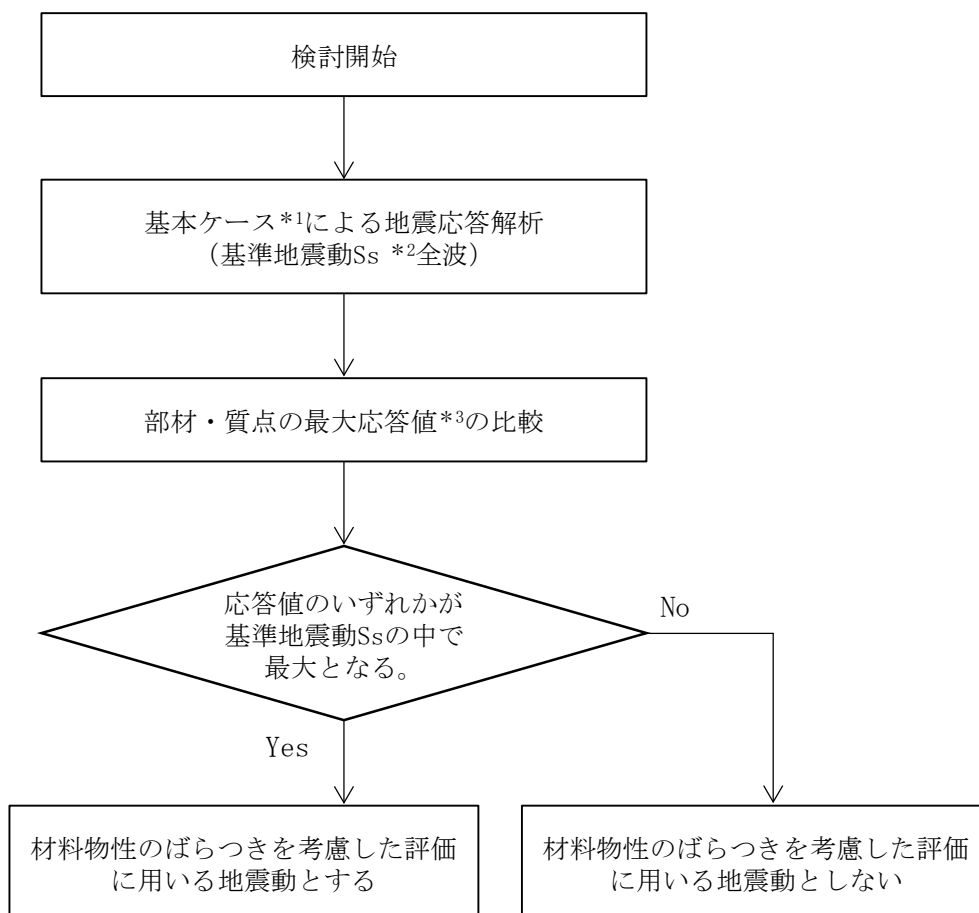 検討開始
基本ケース*1による地震応答解析
（基準地震動Ss *2全波）
部材・質点の最大応答値*3の比較
応答値のいずれかが
基準地震動Ssの中で
最大となる。
No
Yes
材料物性のばらつきを考慮した評価
に用いる地震動とする
材料物性のばらつきを考慮した評価
に用いる地震動としない